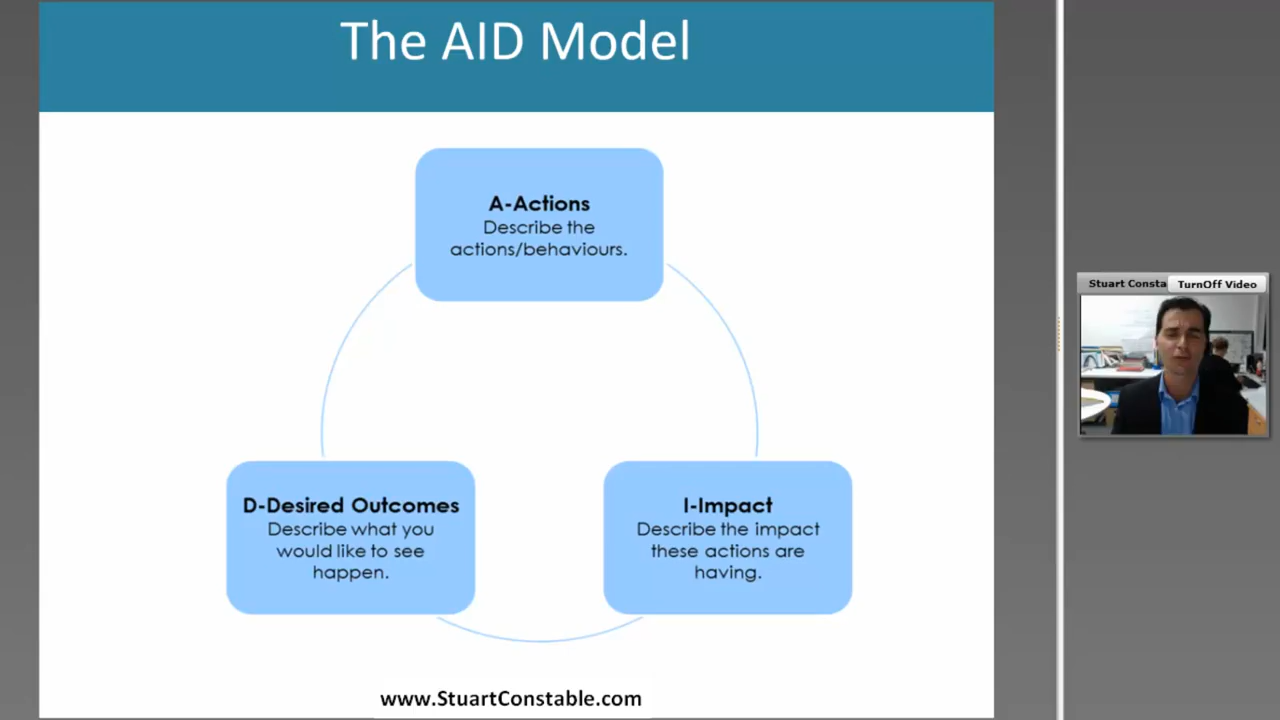 The AID Model
A-Actions
Describe the
actions/behaviours.
D-Desired Outcomes
Describe what you
would like to see
happen.
I-Impact
Describe the impact
these actions are
having.
www.StuartConstable.com
Stuart Consta
TurnOff Video